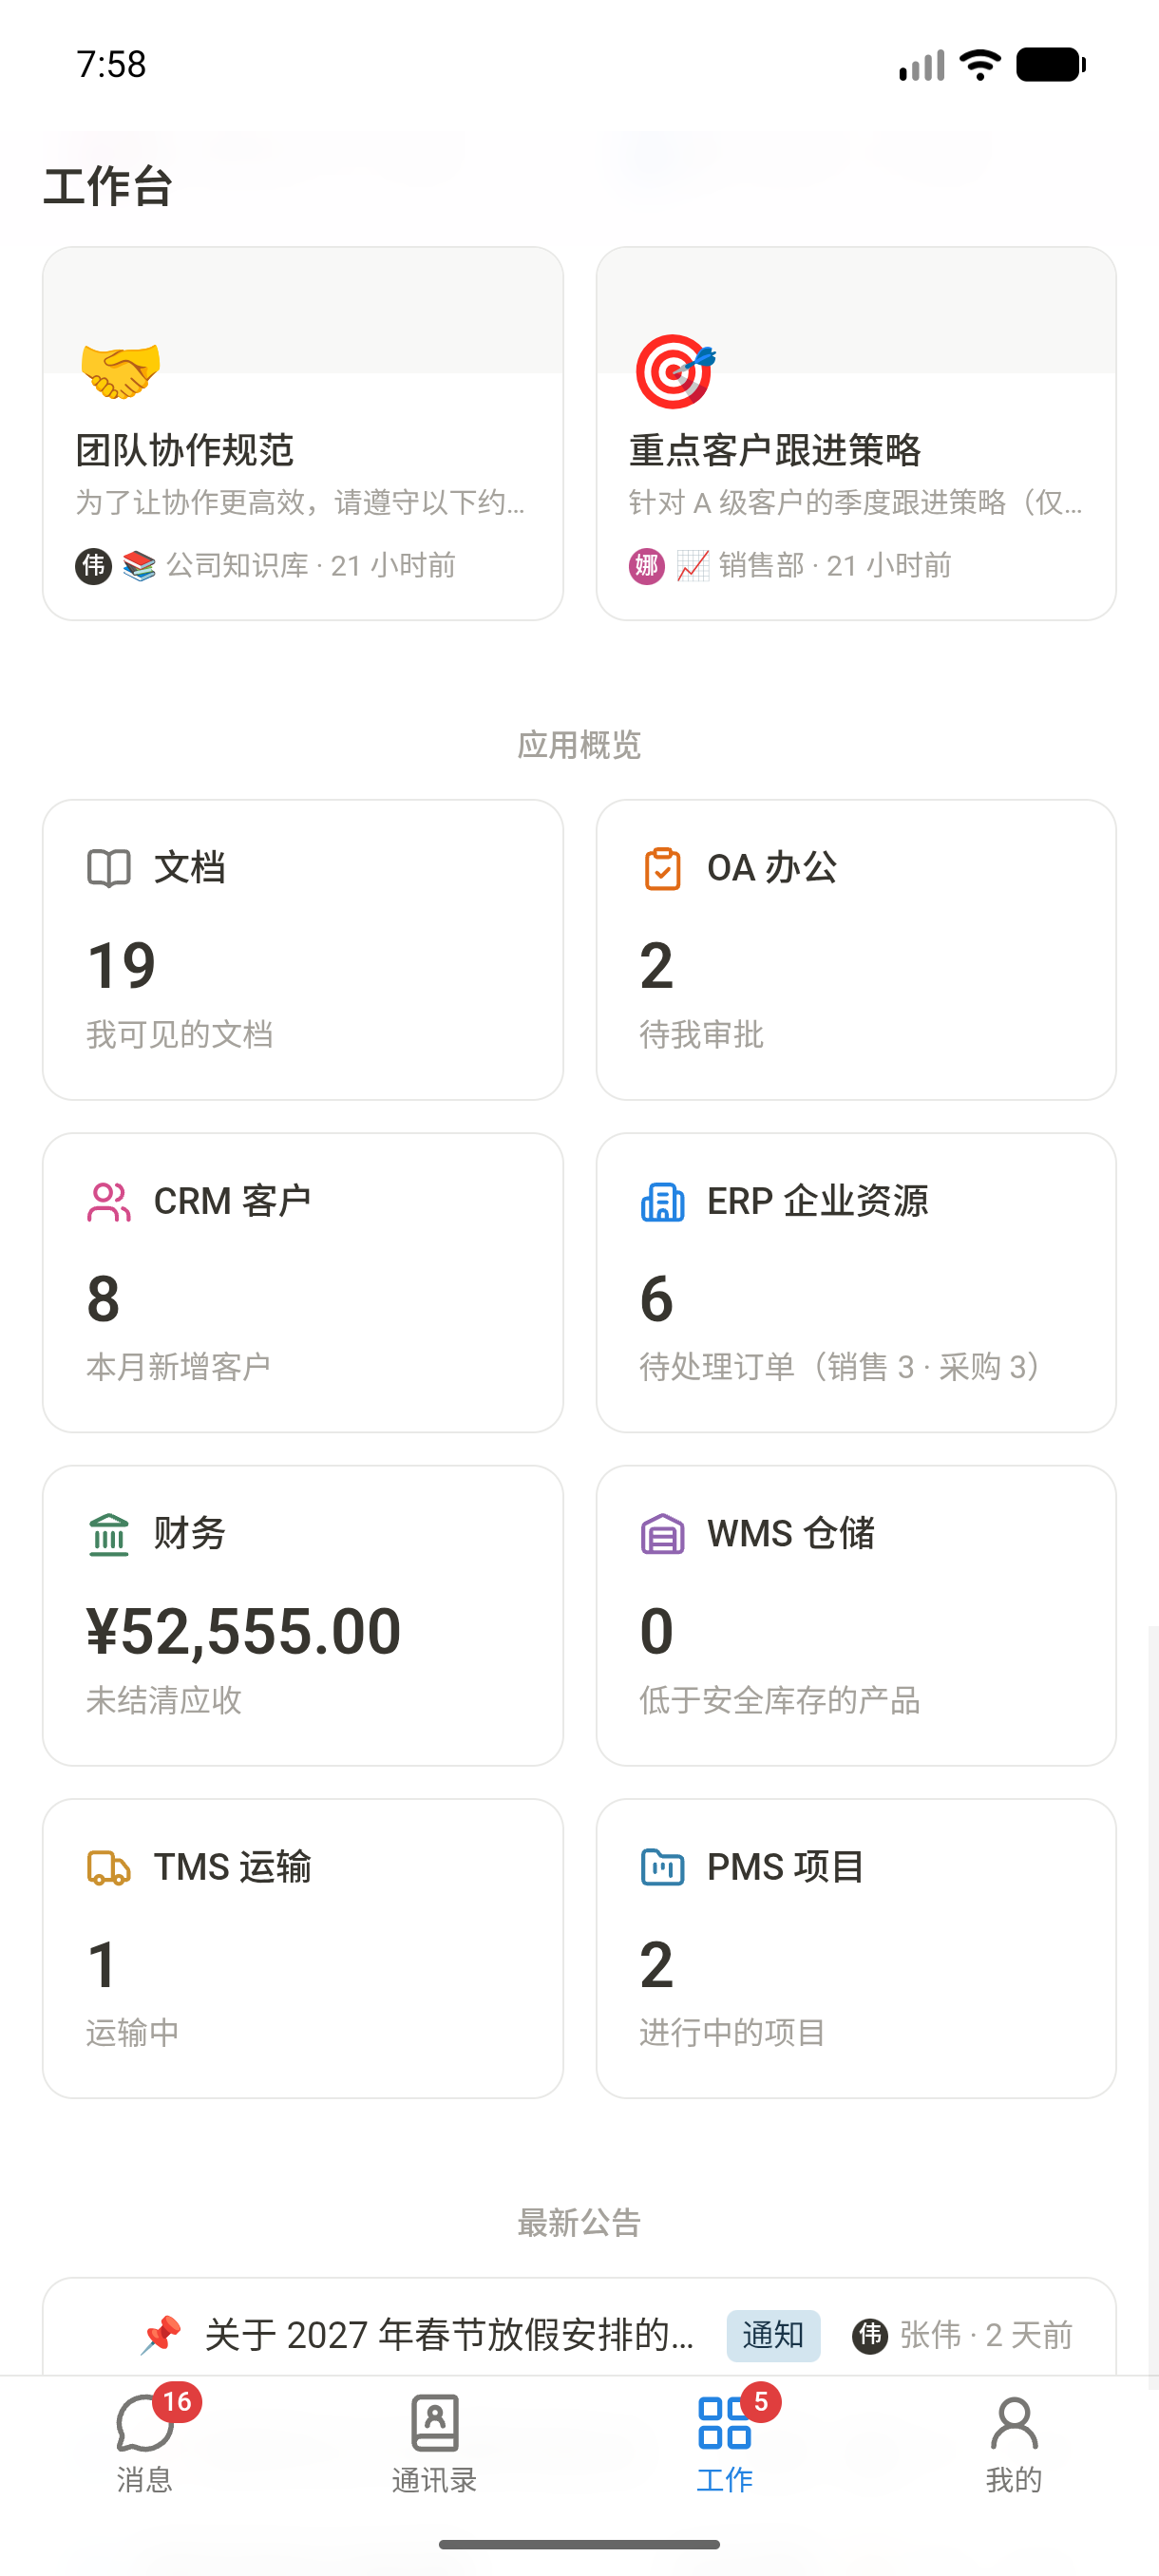 7:58
工作台
团队协作规范
为了让协作更高效，请遵守以下约...
伟 公司知识库 · 21 小时前
重点客户跟进策略
针对 A 级客户的季度跟进策略（仅...
娜 销售部 · 21 小时前
应用概览
文档
19
我可见的文档
OA 办公
2
待我审批
CRM 客户
8
本月新增客户
ERP 企业资源
6
待处理订单（销售 3 · 采购 3）
财务
¥52,555.00
未结清应收
WMS 仓储
0
低于安全库存的产品
TMS 运输
1
运输中
PMS 项目
2
进行中的项目
最新公告
关于 2027 年春节放假安排的... 通知 伟 张伟 · 2 天前
16
消息
通讯录
5
工作
我的